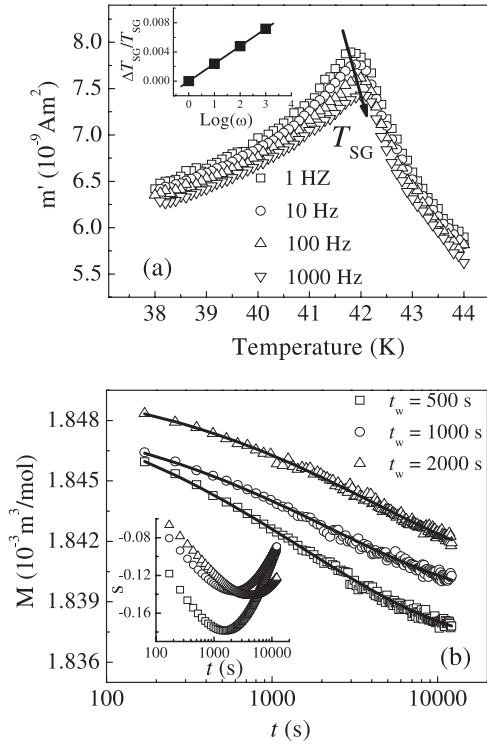 ΔT_SG/T_SG
0.008
0.004
0.000
0 1 2 3 4
Log(ω)
m' (10⁻⁹Am²)
8.0
7.5
7.0
6.5
6.0
5.5
T_SG
1 HZ
10 Hz
100 Hz
1000 Hz
(a)
38 39 40 41 42 43 44
Temperature (K)
M (10⁻³m³/mol)
1.848
1.845
1.842
1.839
1.836
t_w = 500 s
t_w = 1000 s
t_w = 2000 s
s
-0.08
-0.12
-0.16
100 1000 10000
t (s)
(b)
100 1000 10000
t (s)